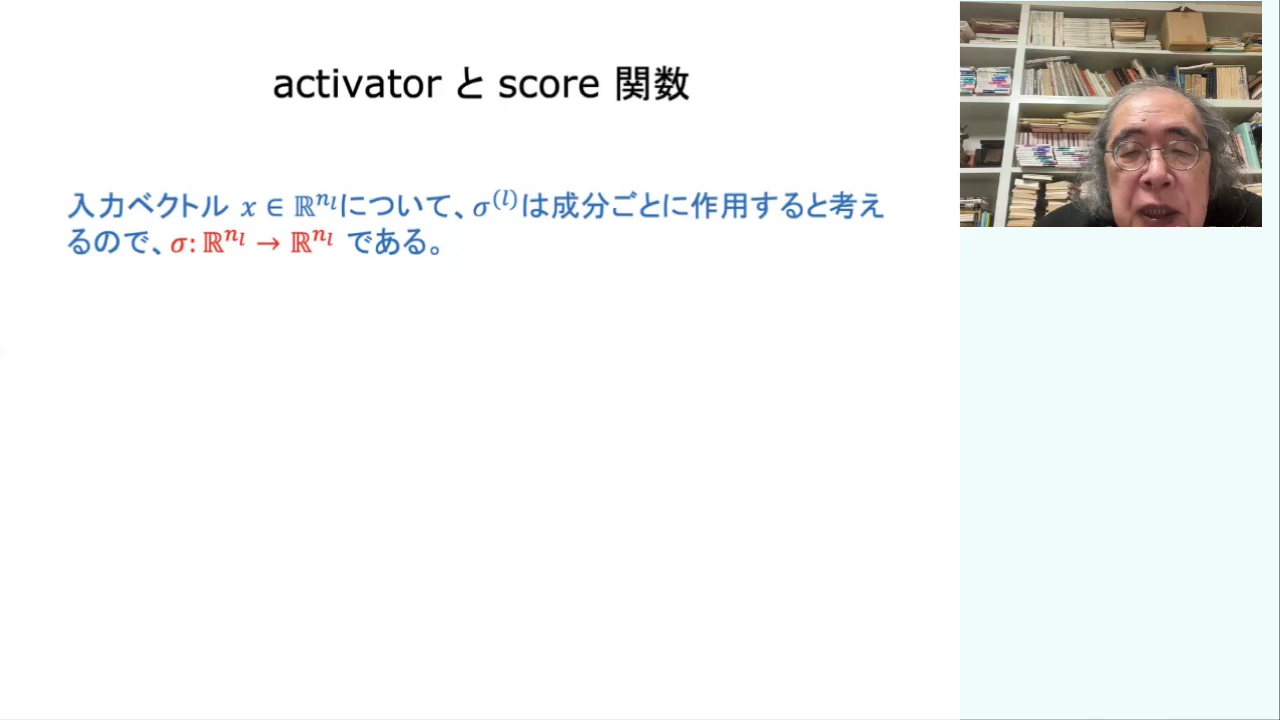 activator と score 関数
入力ベクトル x ∈ ℝ^{n_l}について、σ^{(l)}は成分ごとに作用すると考え
るので、σ: ℝ^{n_l} → ℝ^{n_l} である。